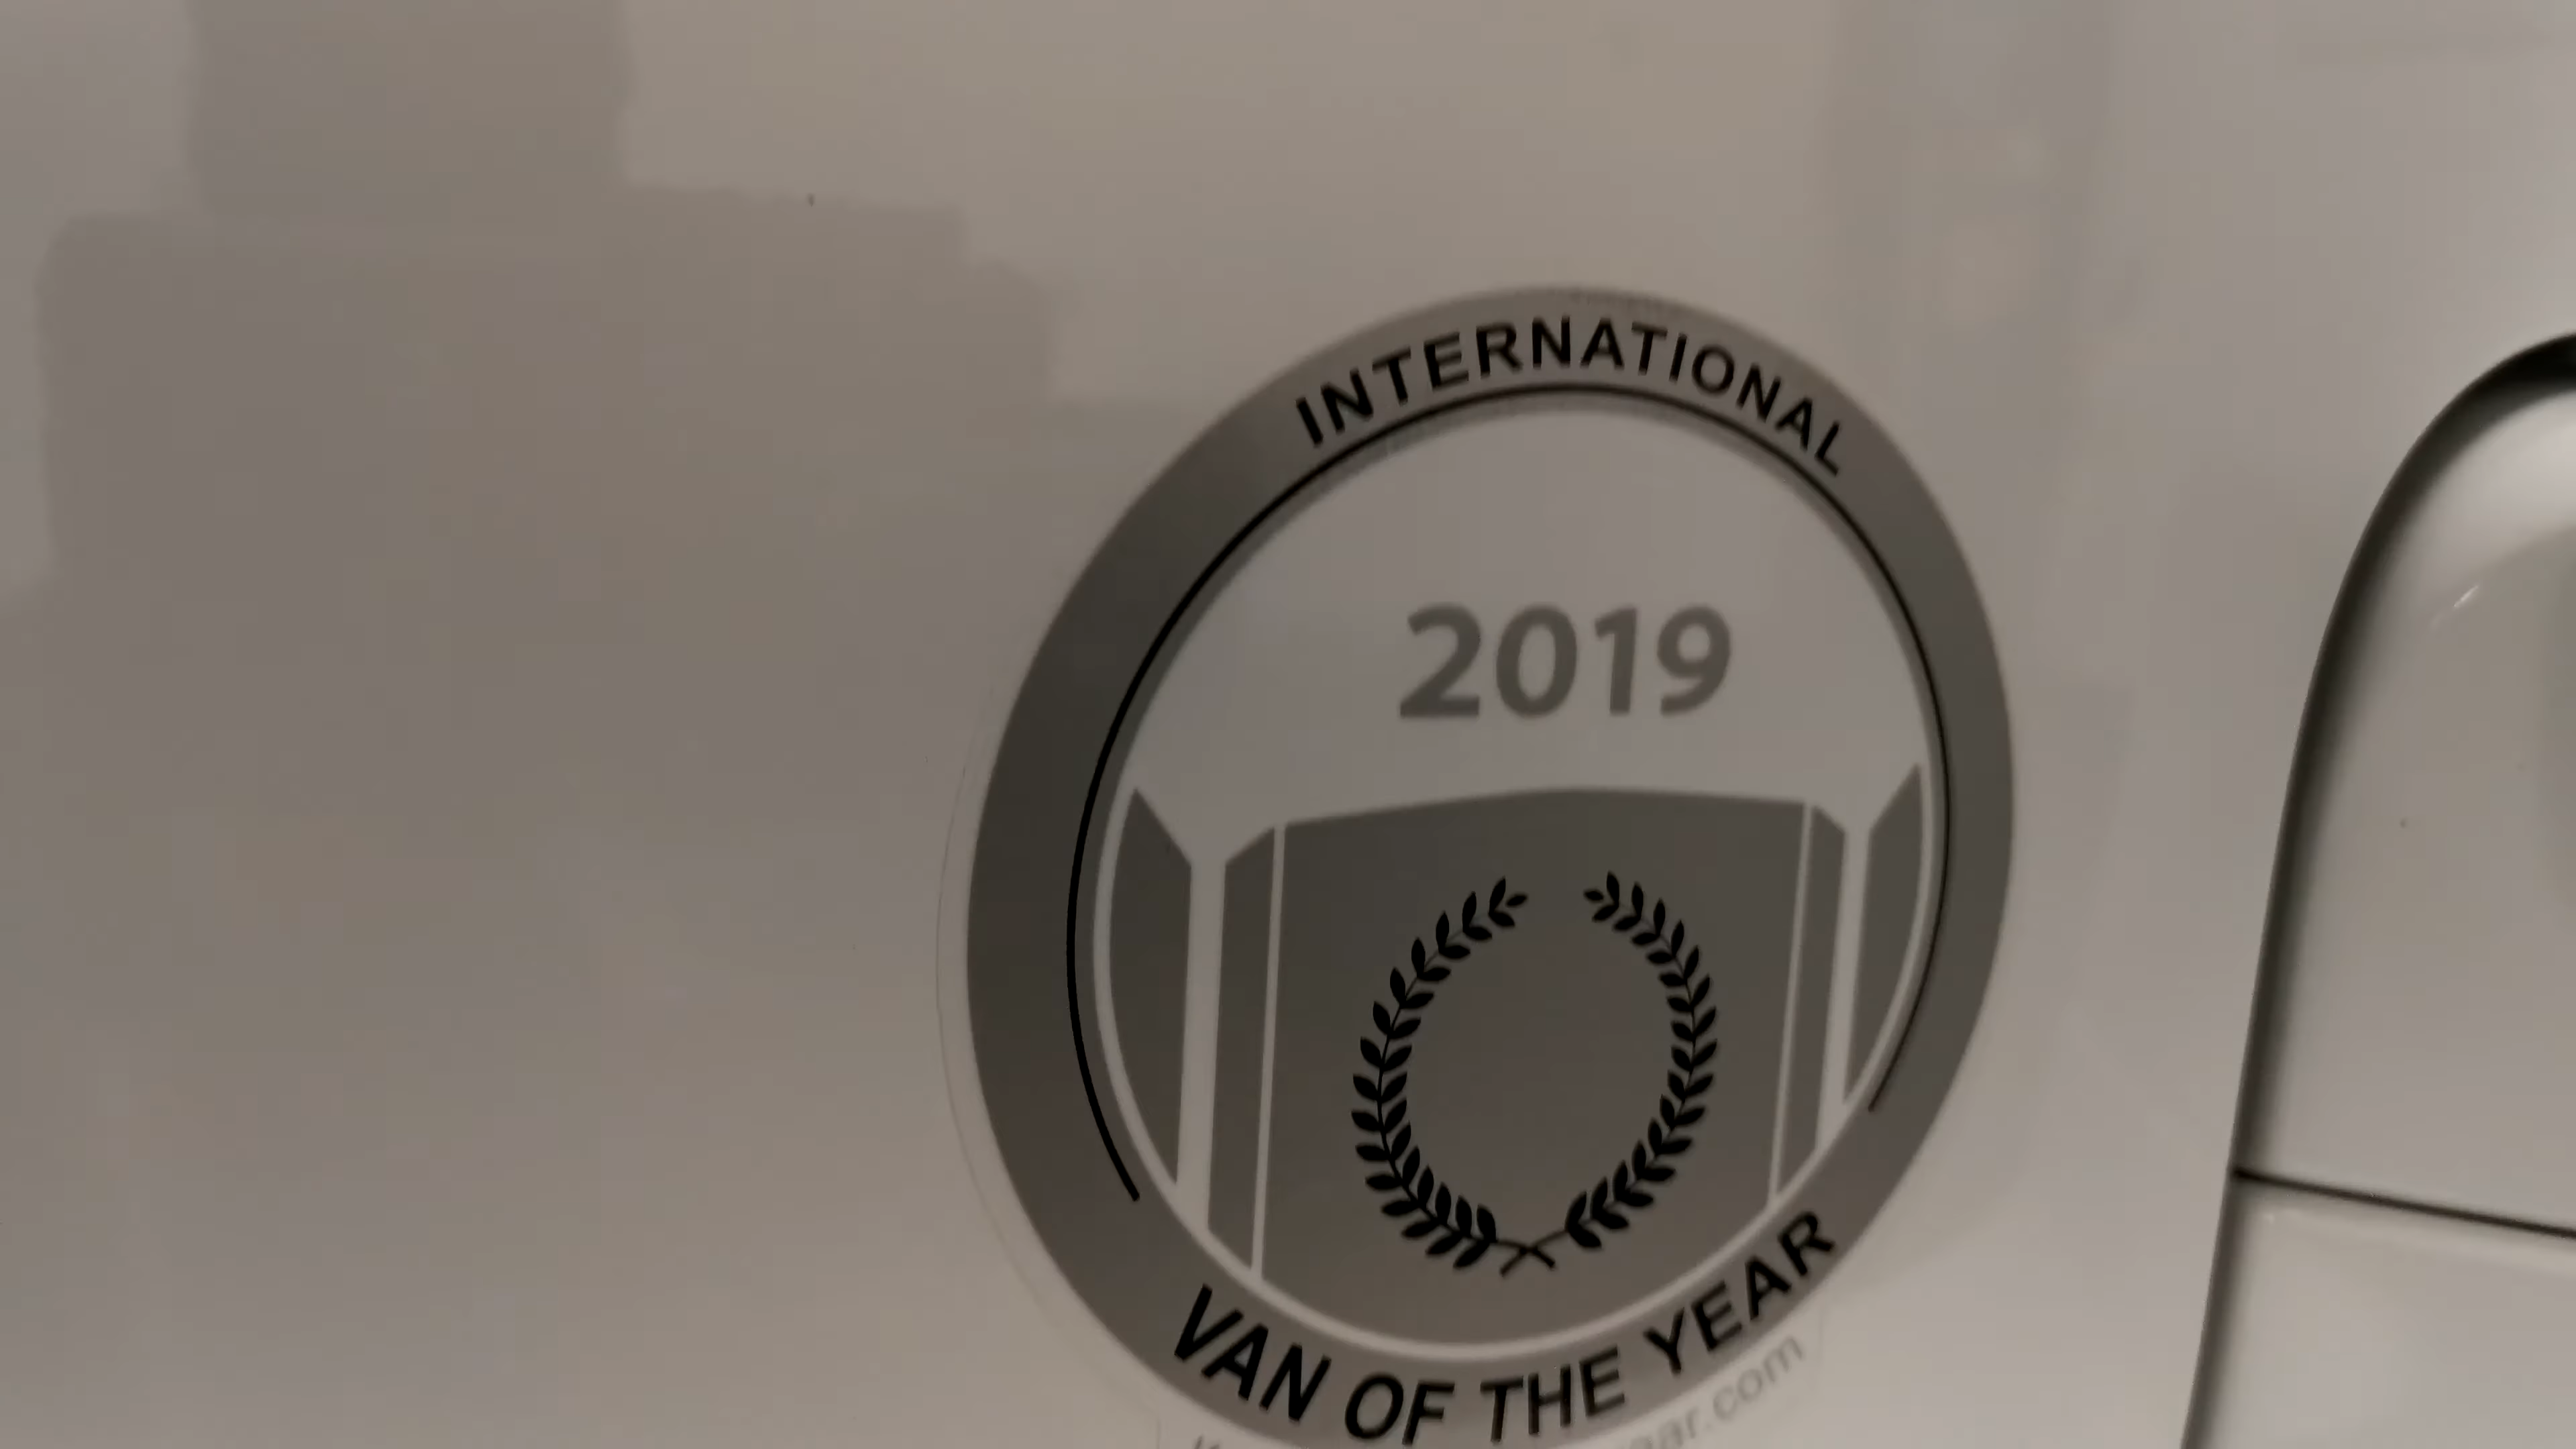 INTERNATIONAL
2019
VAN OF THE YEAR